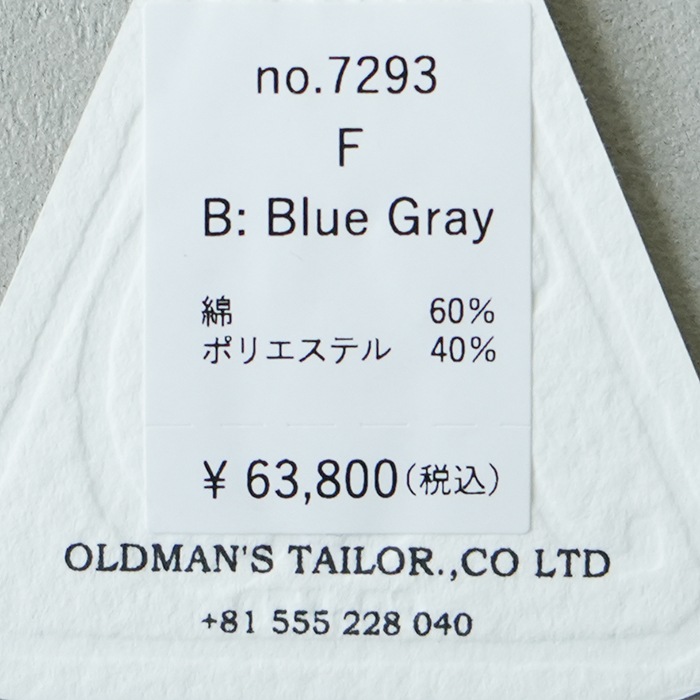 no.7293
F
B: Blue Gray
綿 60%
ポリエステル 40%
¥ 63,800(税込)
OLDMAN'S TAILOR.,CO LTD
+81 555 228 040